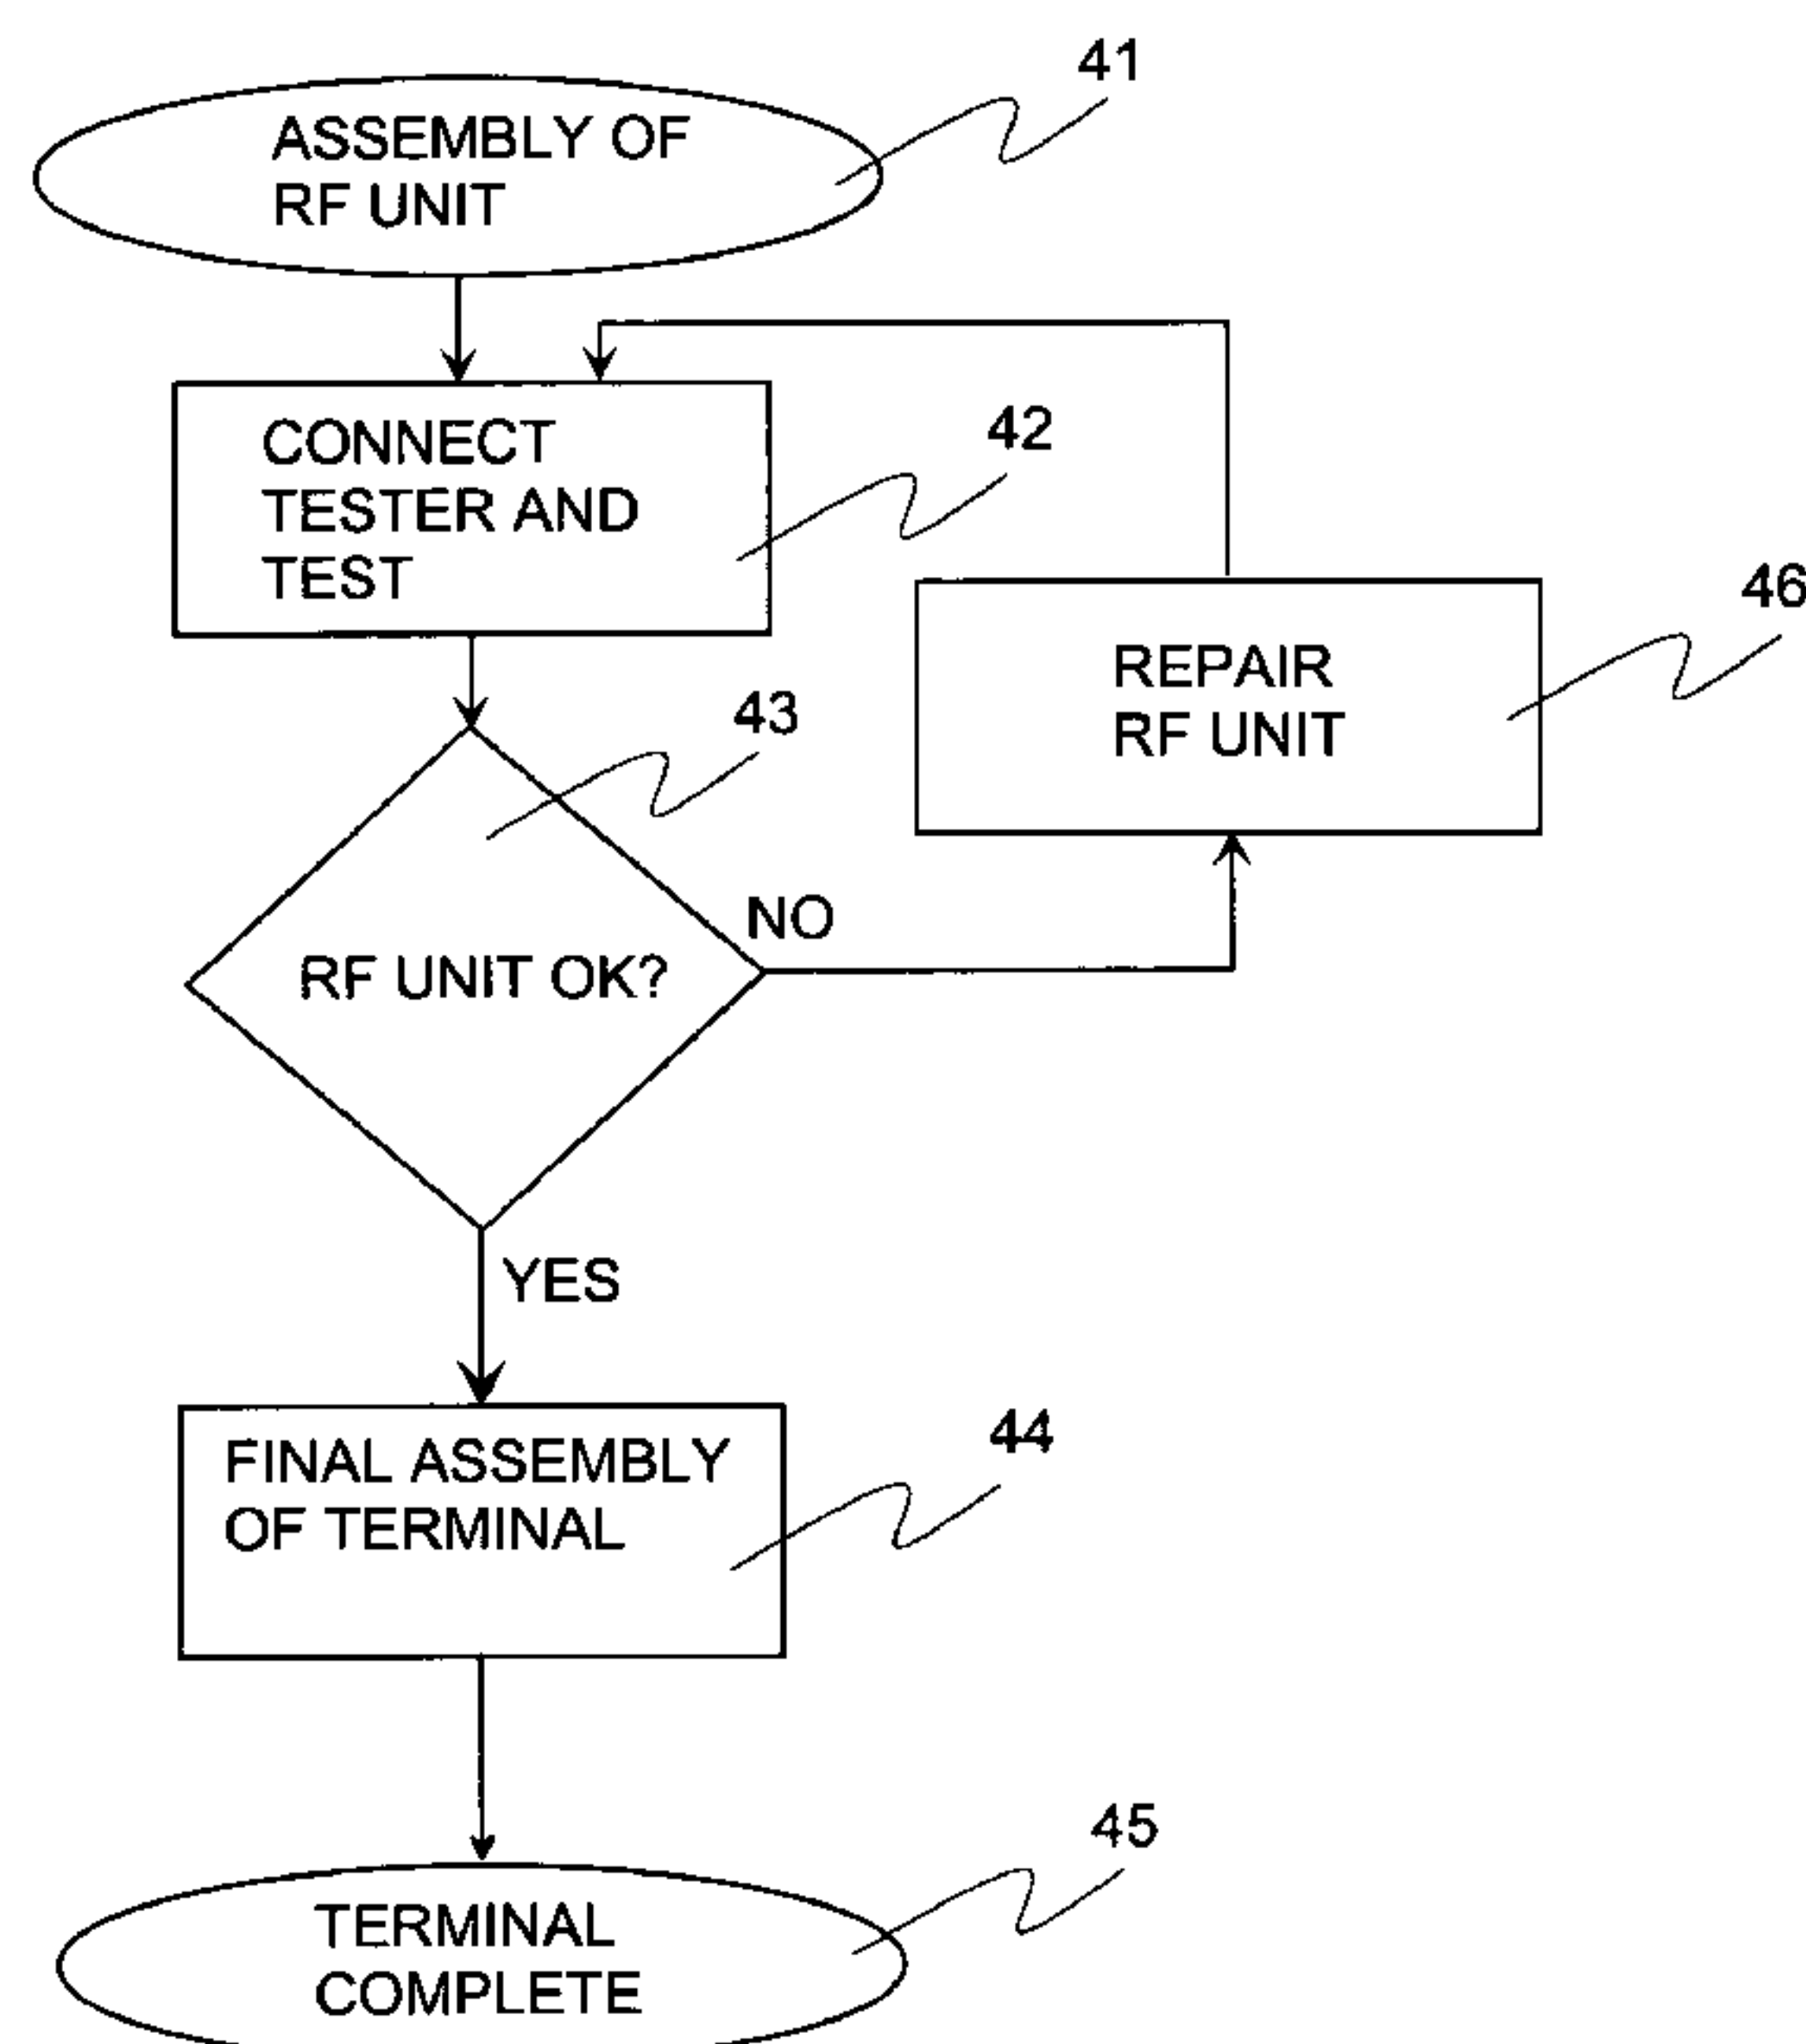 41
ASSEMBLY OF
RF UNIT
42
CONNECT
TESTER AND
TEST
46
REPAIR
RF UNIT
43
NO
RF UNIT OK?
YES
44
FINAL ASSEMBLY
OF TERMINAL
45
TERMINAL
COMPLETE